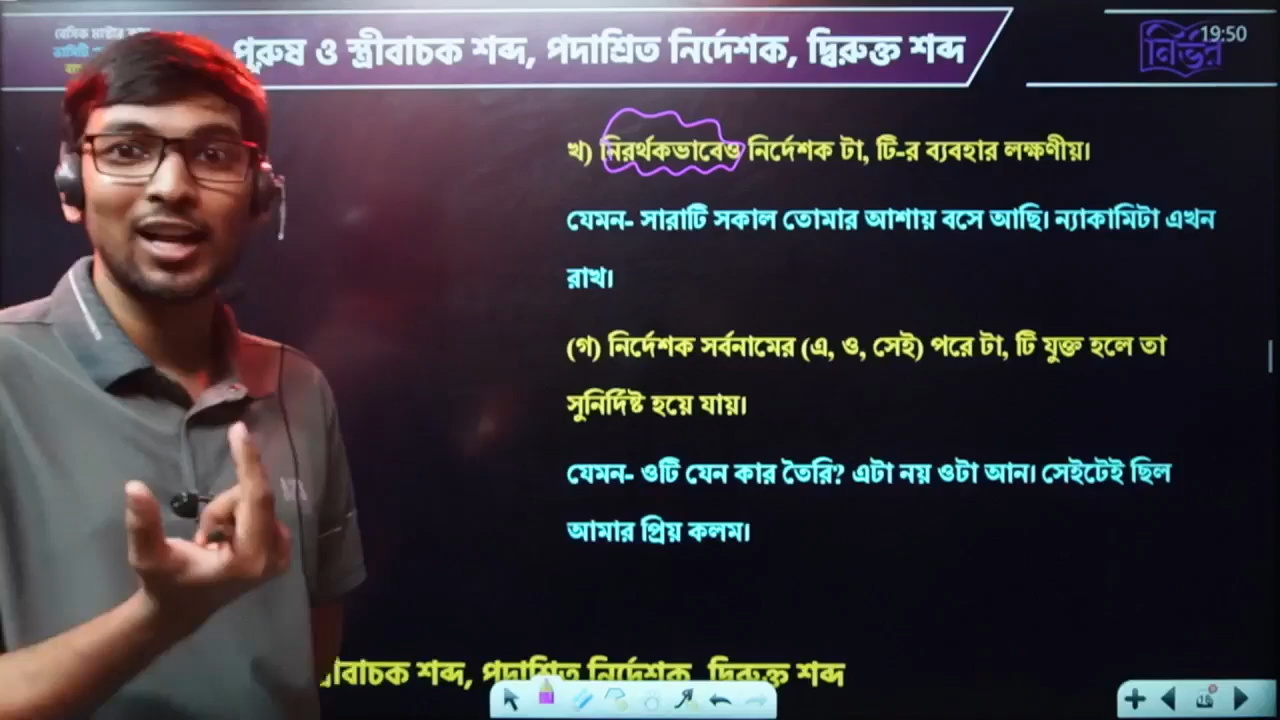 বেসিক
পুরুষ ও স্ত্রীবাচক শব্দ, পদাশ্রিত নির্দেশক, দ্বিরুক্ত শব্দ
নির্ভর
19:50
খ) নিরর্থকভাবেও নির্দেশক টা, টি-র ব্যবহার লক্ষণীয়।
যেমন- সারাটি সকাল তোমার আশায় বসে আছি। ন্যাকামিটা এখন
রাখ।
(গ) নির্দেশক সর্বনামের (এ, ও, সেই) পরে টা, টি যুক্ত হলে তা
সুনির্দিষ্ট হয়ে যায়।
যেমন- ওটি যেন কার তৈরি? এটা নয় ওটা আন। সেইটেই ছিল
আমার প্রিয় কলম।
স্ত্রীবাচক শব্দ, পদাশ্রিত নির্দেশক, দ্বিরুক্ত শব্দ